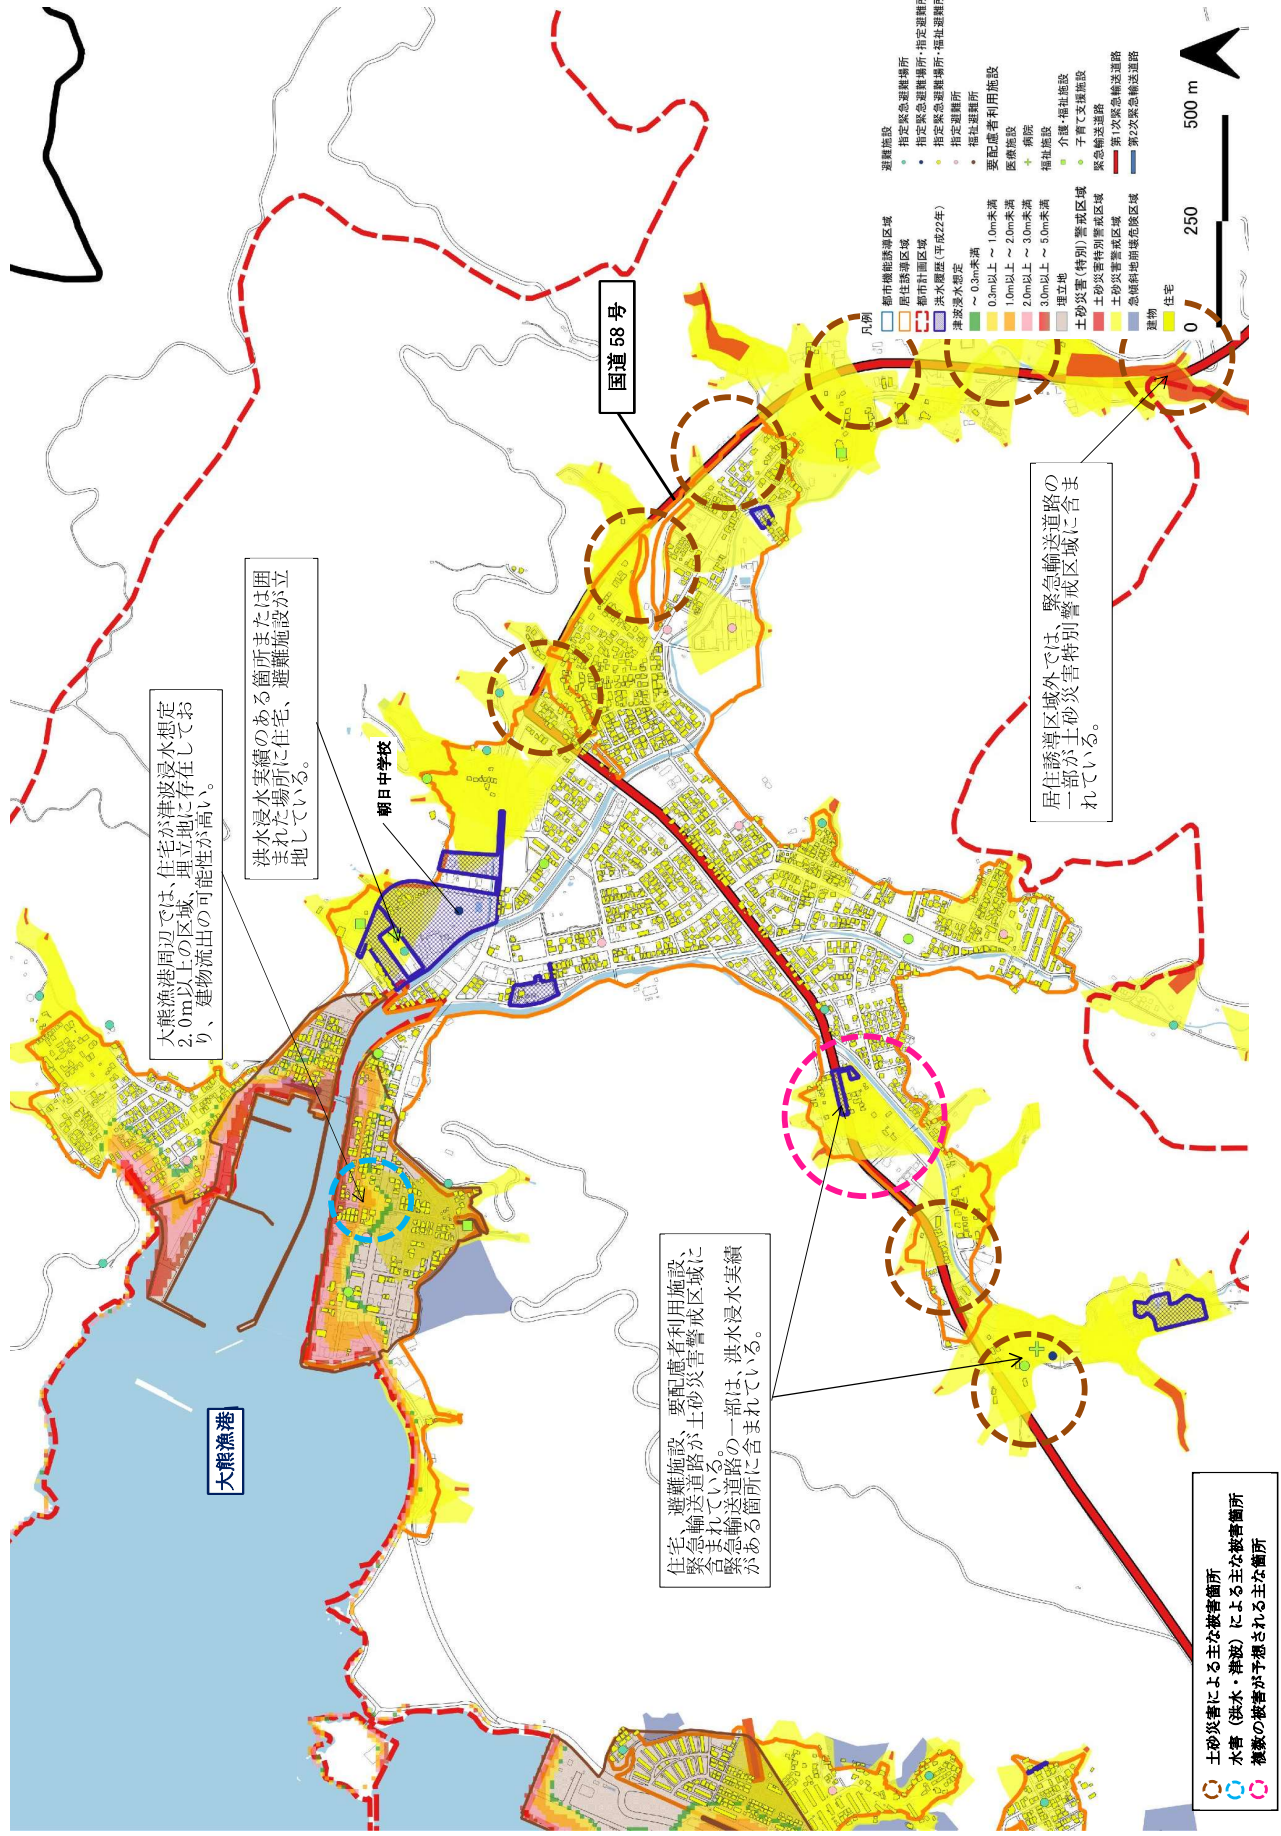 大熊漁港周辺では、住宅が津波浸水想定
2.0m以上の区域、埋立地に存在してお
り、建物流出の可能性が高い。
洪水浸水実績のある箇所または囲
まれた場所に住宅、避難施設が立
地している。
朝日中学校
国道 58 号
大熊漁港
住宅、避難施設、要配慮者利用施設、
緊急輸送道路が土砂災害警戒区域に
含まれている。
緊急輸送道路の一部は、洪水浸水実績
がある箇所に含まれている。
居住誘導区域外では、緊急輸送道路の
一部が土砂災害特別警戒区域に含ま
れている。
凡例
都市機能誘導区域
居住誘導区域
都市計画区域
洪水履歴(平成22年)
津波浸水想定
～ 0.3m未満
0.3m以上 ～ 1.0m未満
1.0m以上 ～ 2.0m未満
2.0m以上 ～ 3.0m未満
3.0m以上 ～ 5.0m未満
埋立地
土砂災害(特別)警戒区域
土砂災害特別警戒区域
土砂災害警戒区域
急傾斜地崩壊危険区域
建物
住宅
避難施設
指定緊急避難場所
指定緊急避難場所・指定避難所
指定緊急避難場所・福祉避難所
指定避難所
福祉避難所
要配慮者利用施設
医療施設
病院
福祉施設
介護・福祉施設
子育て支援施設
緊急輸送道路
第1次緊急輸送道路
第2次緊急輸送道路
0 250 500 m
土砂災害による主な被害箇所
水害（洪水・津波）による主な被害箇所
複数の被害が予想される主な箇所